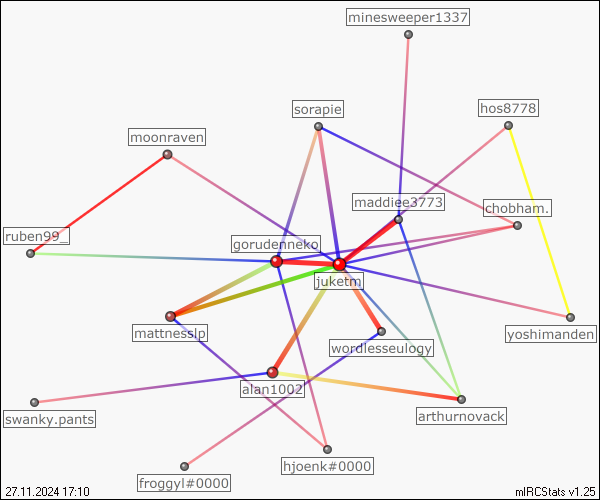 minesweeper1337
sorapie
hos8778
moonraven
maddiee3773
chobham.
ruben99_
gorudenneko
juketm
mattnesslp
yoshimanden
wordlesseulogy
alan1002
swanky.pants
arthurnovack
hjoenk#0000
froggyl#0000
27.11.2024 17:10
mIRCStats v1.25